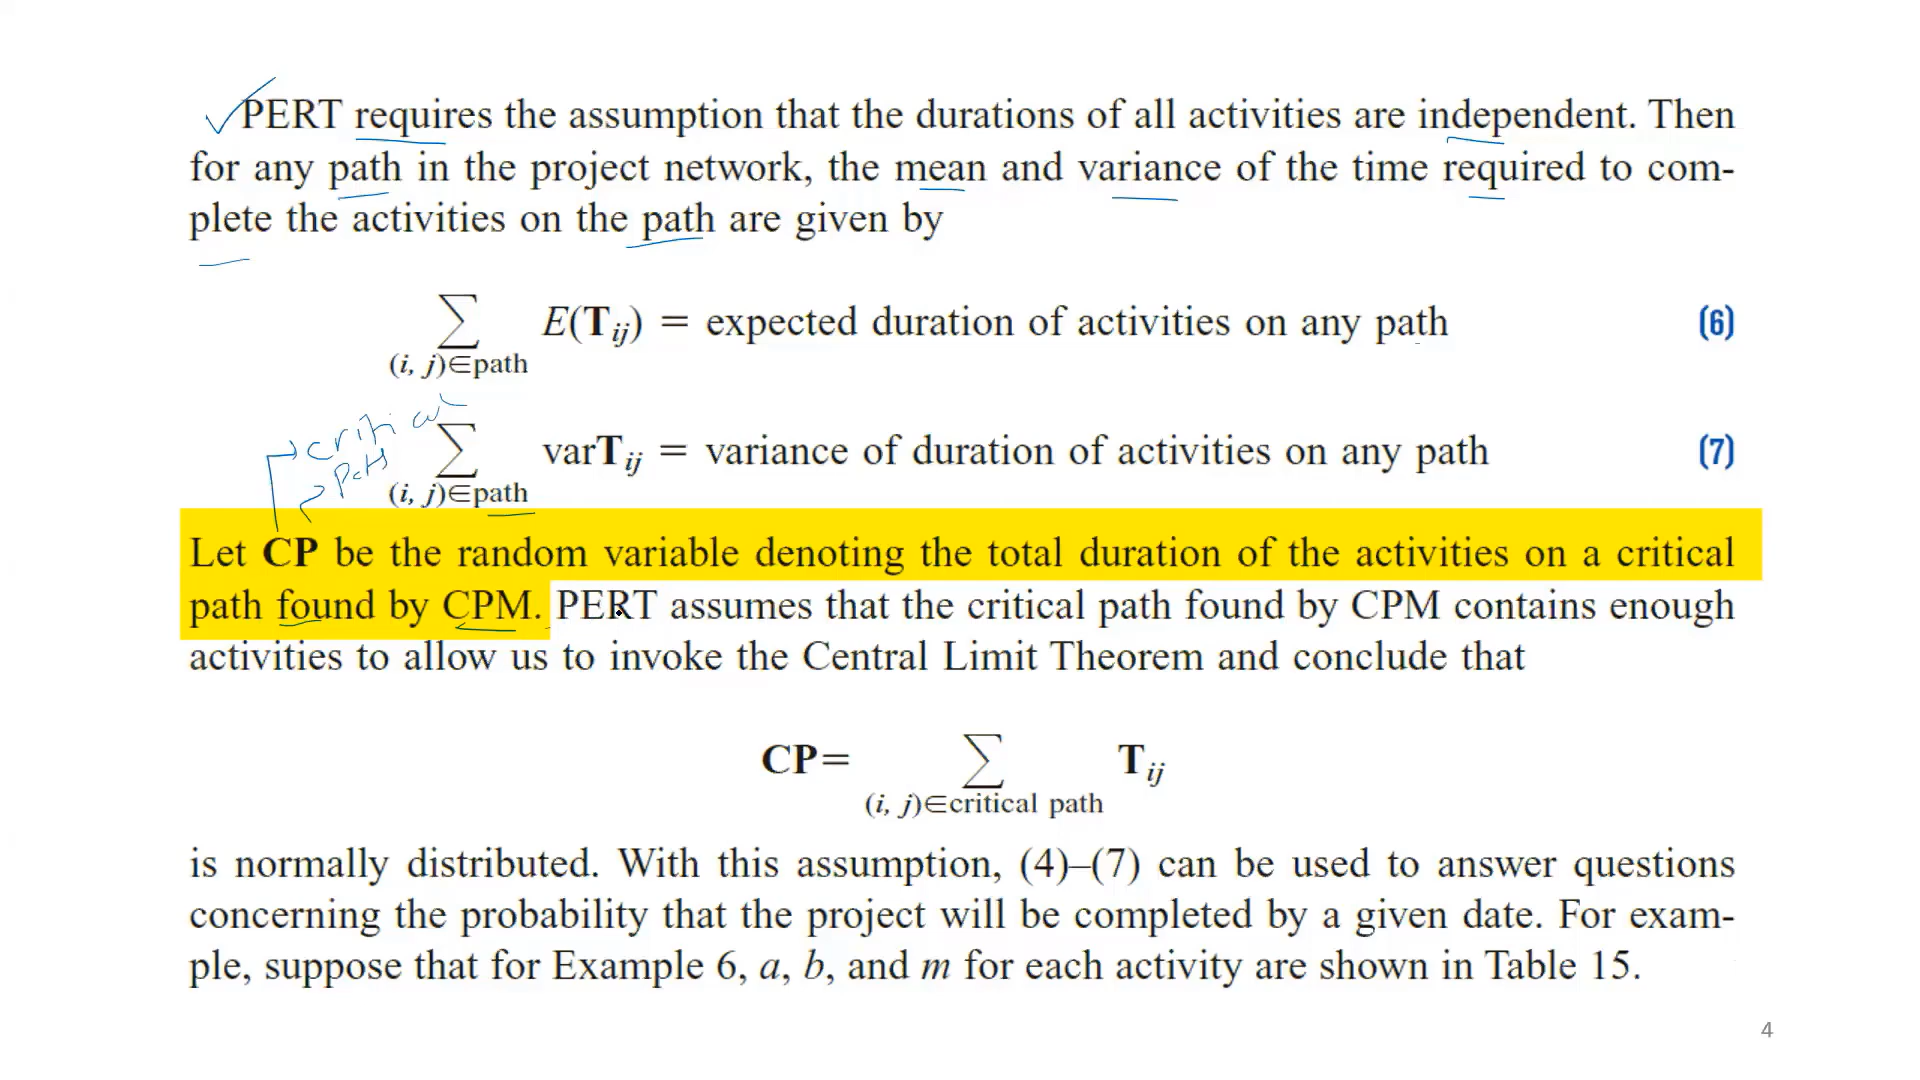 PERT requires the assumption that the durations of all activities are independent. Then
for any path in the project network, the mean and variance of the time required to com-
plete the activities on the path are given by
∑ E(Tij) = expected duration of activities on any path (6)
(i, j)∈path
critical
path
∑ varTij = variance of duration of activities on any path (7)
(i, j)∈path
Let CP be the random variable denoting the total duration of the activities on a critical
path found by CPM. PERT assumes that the critical path found by CPM contains enough
activities to allow us to invoke the Central Limit Theorem and conclude that
CP= ∑ Tij
(i, j)∈critical path
is normally distributed. With this assumption, (4)–(7) can be used to answer questions
concerning the probability that the project will be completed by a given date. For exam-
ple, suppose that for Example 6, a, b, and m for each activity are shown in Table 15.
4